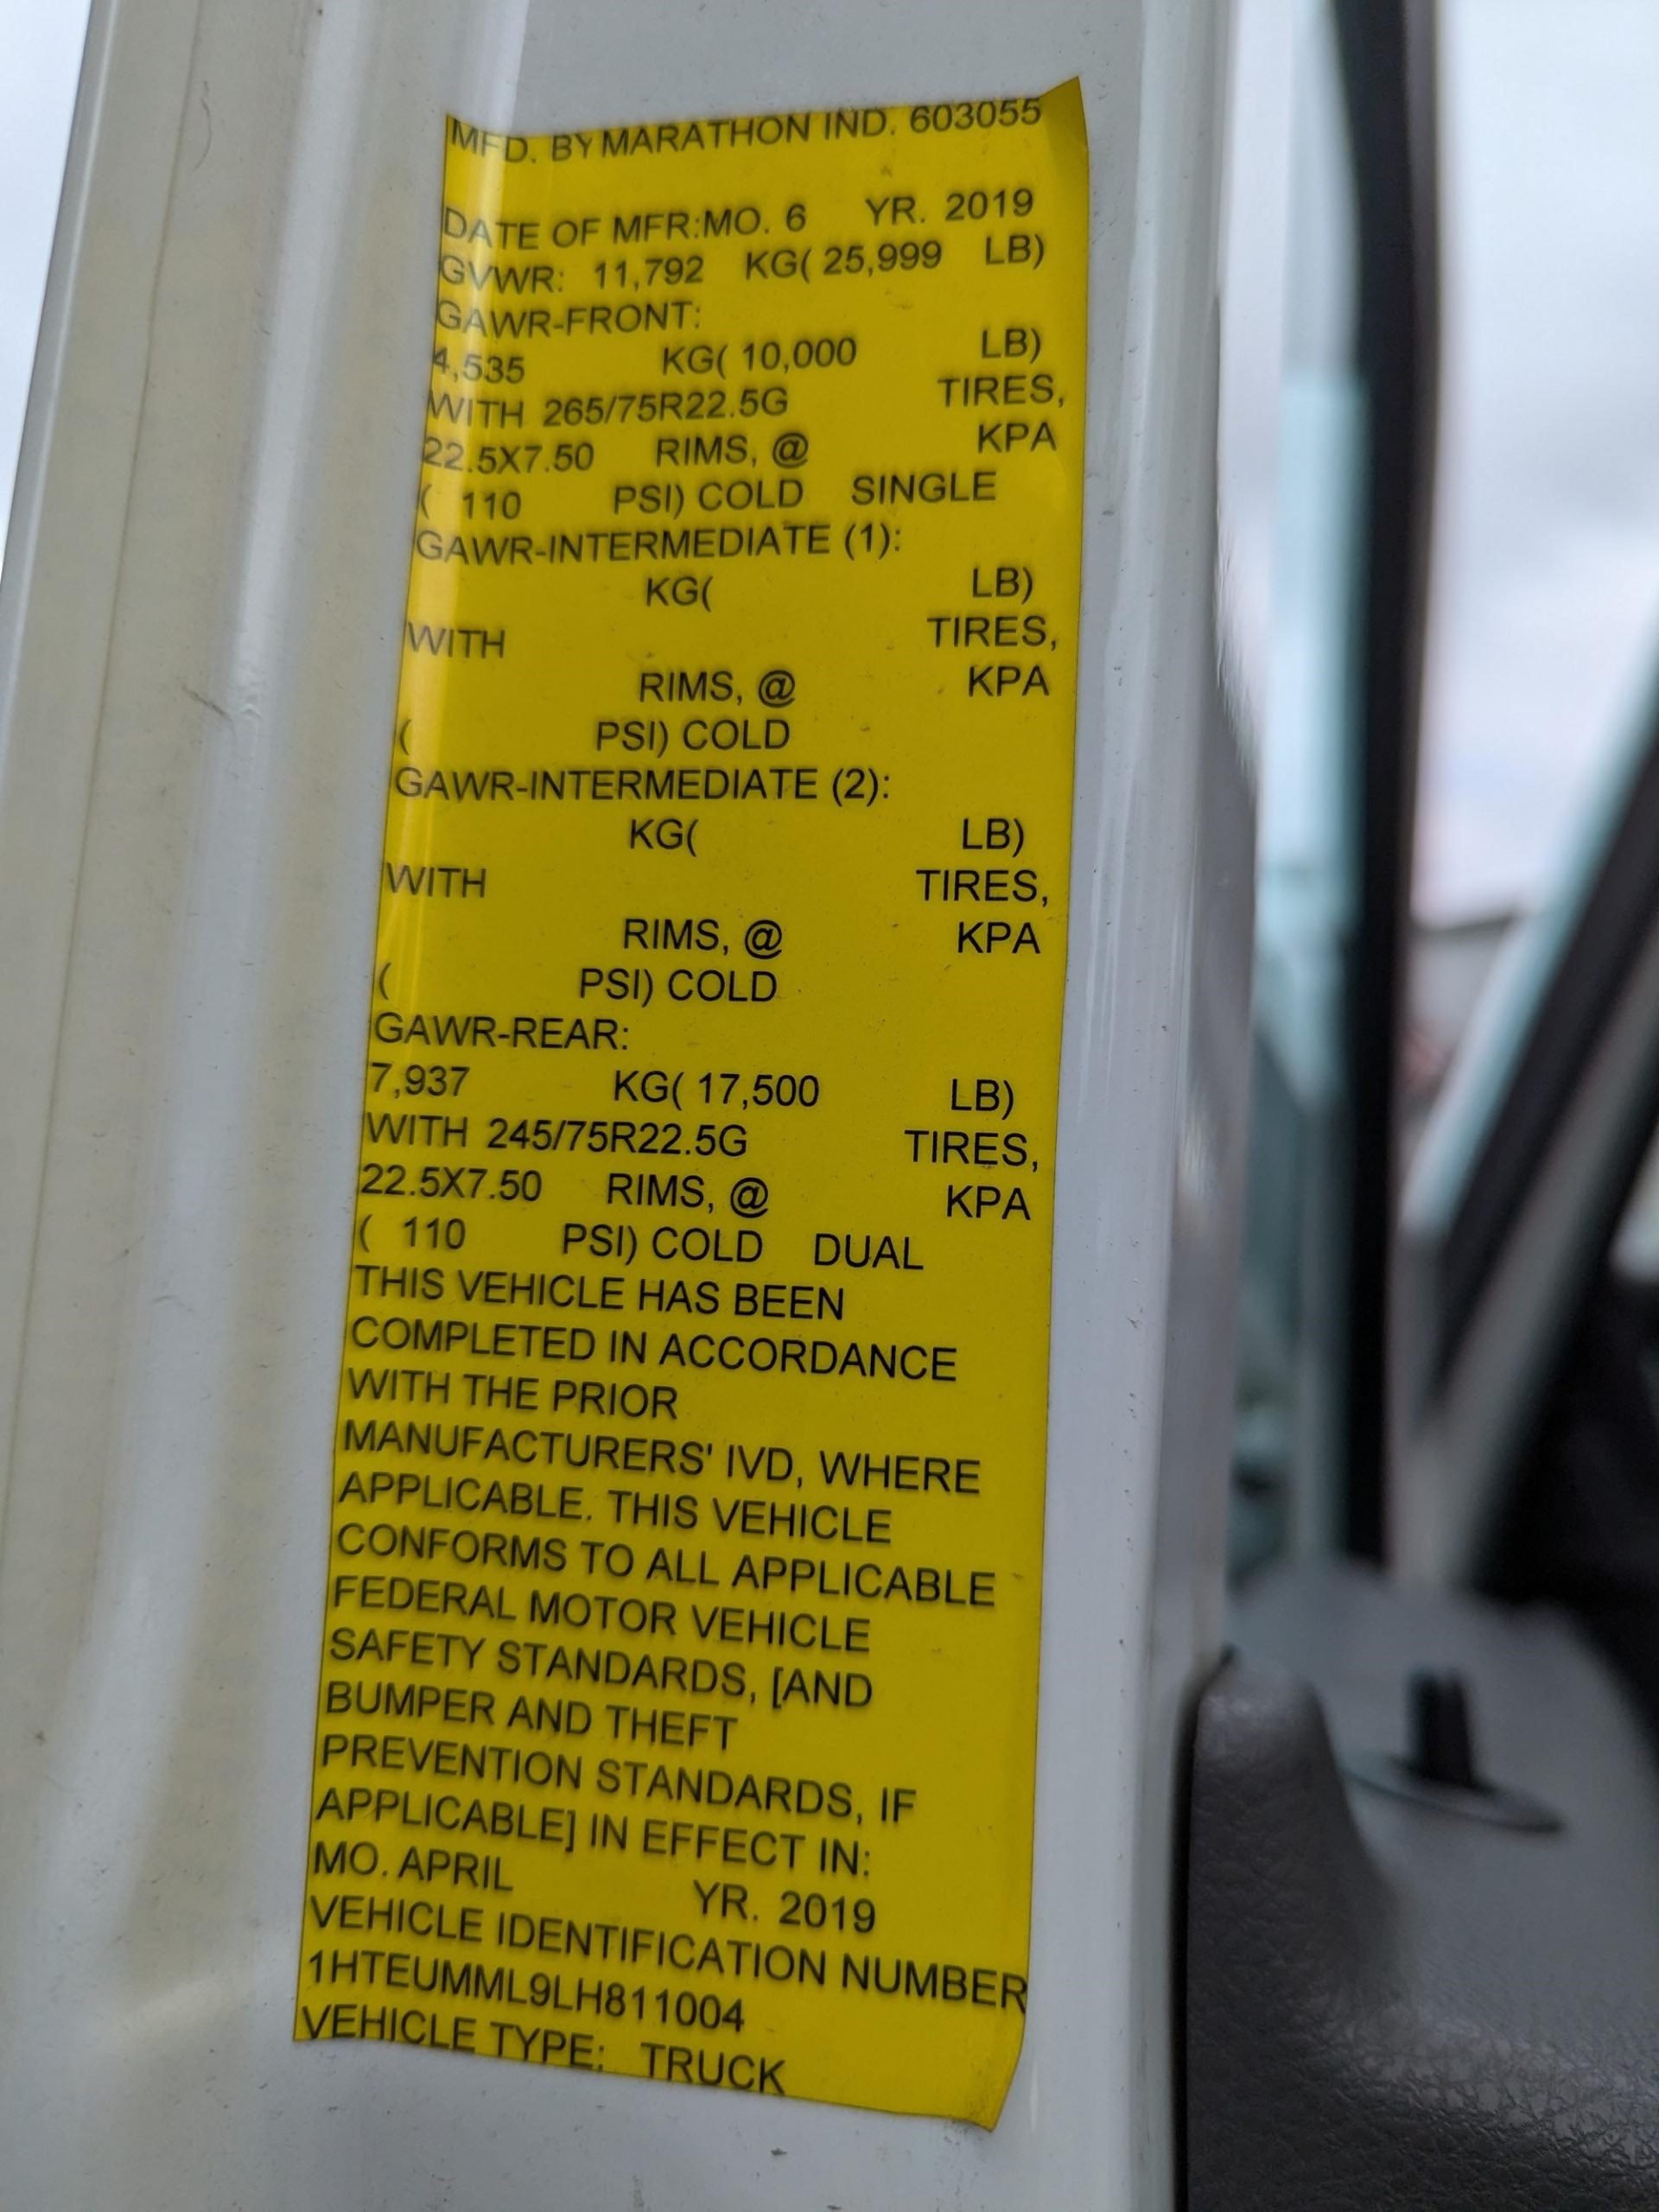 MFD. BY MARATHON IND. 603055
DATE OF MFR:MO. 6 YR. 2019
GVWR: 11,792 KG( 25,999 LB)
GAWR-FRONT:
4,535 KG( 10,000 LB)
WITH 265/75R22.5G TIRES,
22.5X7.50 RIMS, @ KPA
( 110 PSI) COLD SINGLE
GAWR-INTERMEDIATE (1):
KG( LB)
WITH TIRES,
RIMS, @ KPA
( PSI) COLD
GAWR-INTERMEDIATE (2):
KG( LB)
WITH TIRES,
RIMS, @ KPA
( PSI) COLD
GAWR-REAR:
7,937 KG( 17,500 LB)
WITH 245/75R22.5G TIRES,
22.5X7.50 RIMS, @ KPA
( 110 PSI) COLD DUAL
THIS VEHICLE HAS BEEN
COMPLETED IN ACCORDANCE
WITH THE PRIOR
MANUFACTURERS' IVD, WHERE
APPLICABLE. THIS VEHICLE
CONFORMS TO ALL APPLICABLE
FEDERAL MOTOR VEHICLE
SAFETY STANDARDS, [AND
BUMPER AND THEFT
PREVENTION STANDARDS, IF
APPLICABLE] IN EFFECT IN:
MO. APRIL YR. 2019
VEHICLE IDENTIFICATION NUMBER
1HTEUMML9LH811004
VEHICLE TYPE: TRUCK